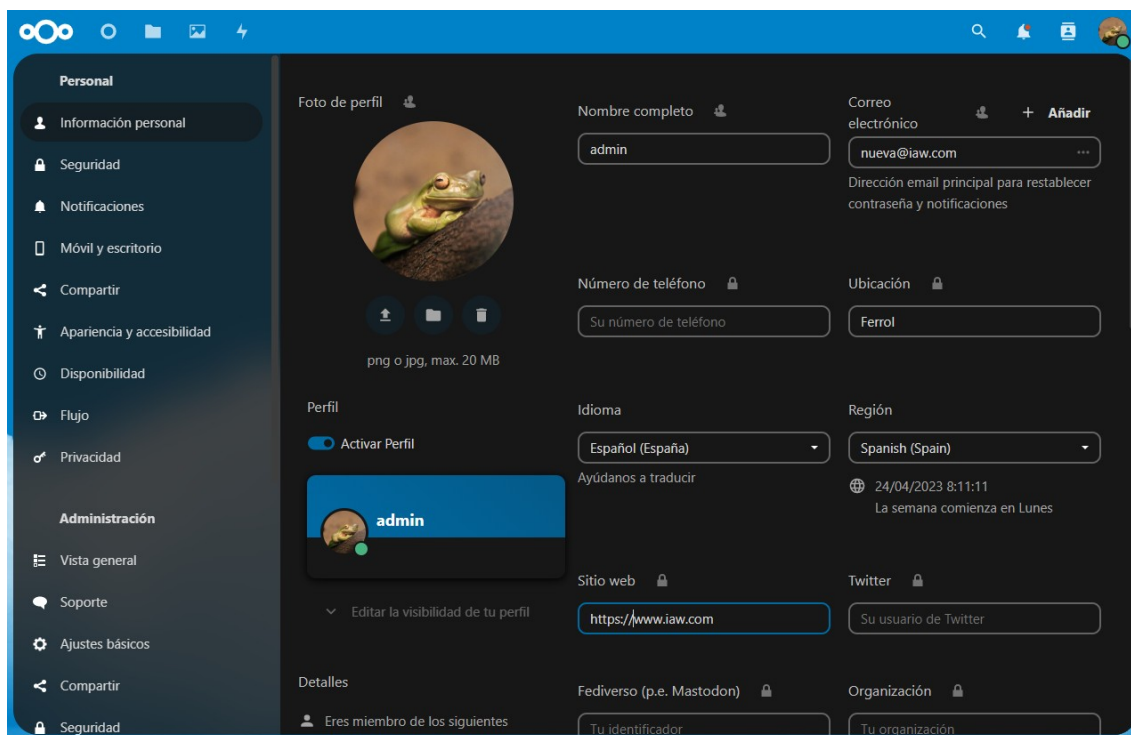 Personal
Información personal
Seguridad
Notificaciones
Móvil y escritorio
Compartir
Apariencia y accesibilidad
Disponibilidad
Flujo
Privacidad
Administración
Vista general
Soporte
Ajustes básicos
Compartir
Seguridad
Foto de perfil
png o jpg, max. 20 MB
Perfil
Activar Perfil
admin
Editar la visibilidad de tu perfil
Detalles
Eres miembro de los siguientes
Nombre completo
admin
Correo
electrónico
+ Añadir
nueva@iaw.com
Dirección email principal para restablecer
contraseña y notificaciones
Número de teléfono
Su número de teléfono
Ubicación
Ferrol
Idioma
Español (España)
Ayúdanos a traducir
Región
Spanish (Spain)
24/04/2023 8:11:11
La semana comienza en Lunes
Sitio web
https://www.iaw.com
Twitter
Su usuario de Twitter
Fediverso (p.e. Mastodon)
Tu identificador
Organización
Tu organización